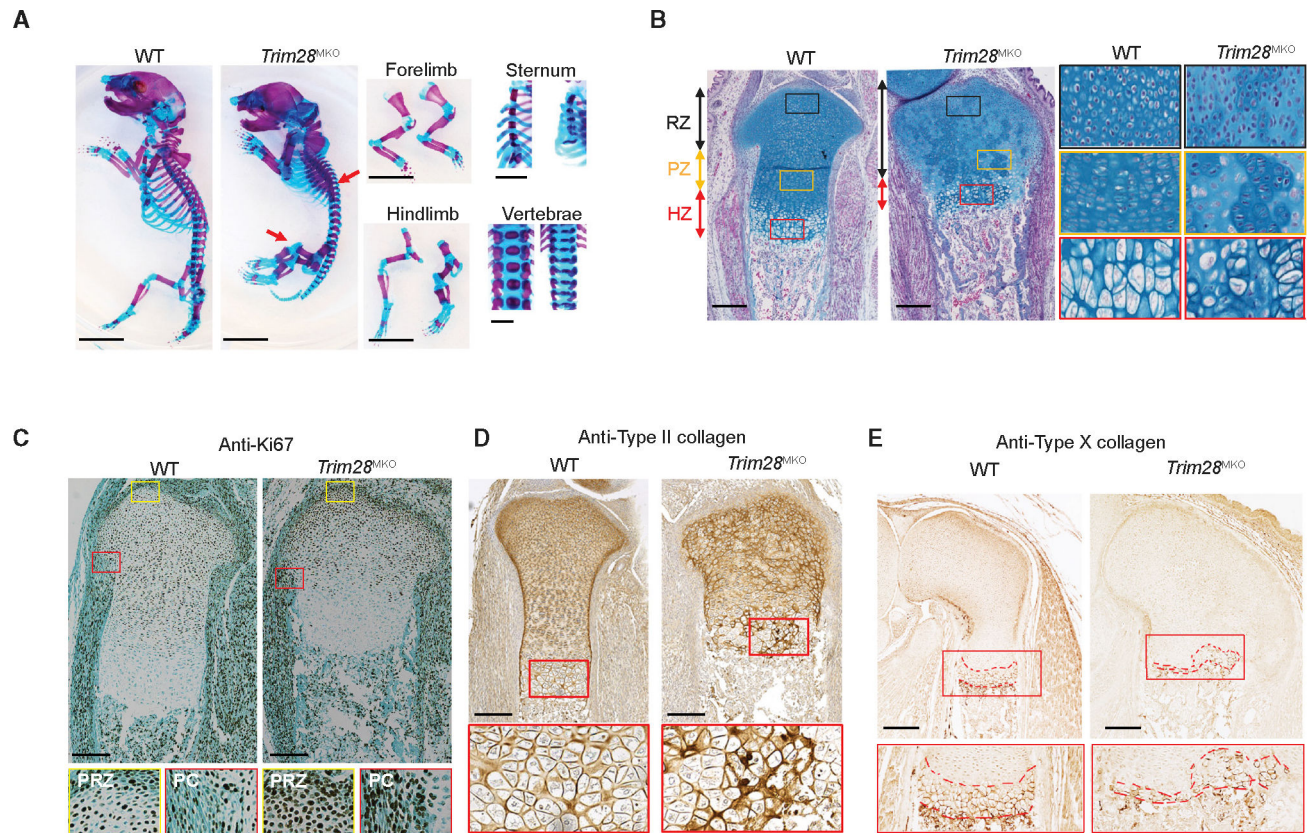 A
WT
Trim28MKO
Forelimb
Sternum
Hindlimb
Vertebrae
B
WT
Trim28MKO
WT
Trim28MKO
RZ
PZ
HZ
C
Anti-Ki67
WT
Trim28MKO
PRZ
PC
PRZ
PC
D
Anti-Type II collagen
WT
Trim28MKO
E
Anti-Type X collagen
WT
Trim28MKO